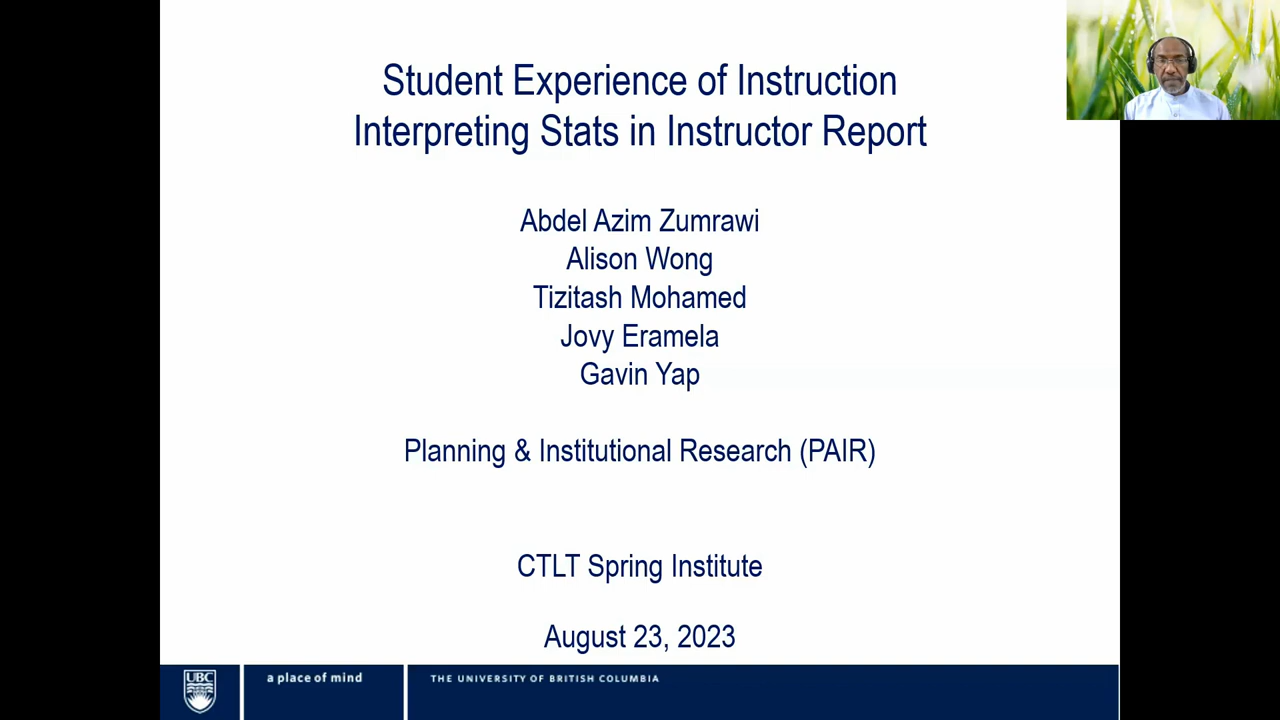 Student Experience of Instruction
Interpreting Stats in Instructor Report
Abdel Azim Zumrawi
Alison Wong
Tizitash Mohamed
Jovy Eramela
Gavin Yap
Planning & Institutional Research (PAIR)
CTLT Spring Institute
August 23, 2023
UBC
a place of mind
THE UNIVERSITY OF BRITISH COLUMBIA